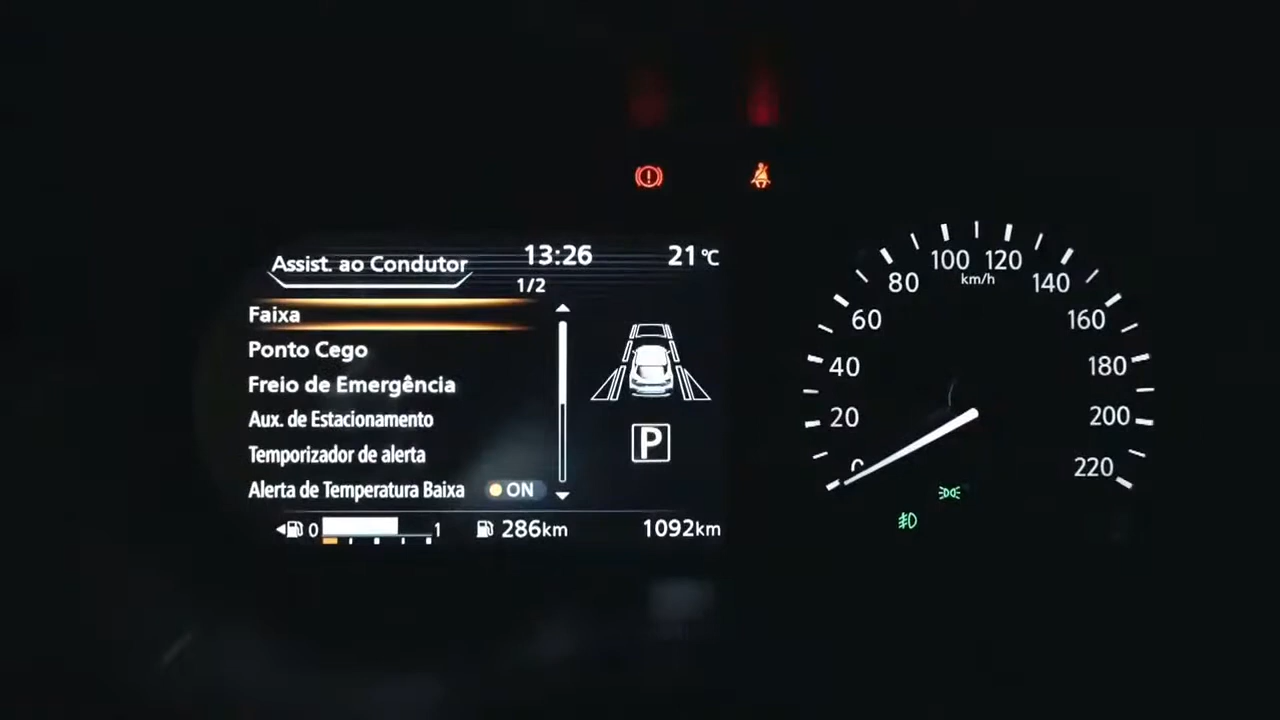 Assist. ao Condutor
13:26
21°C
1/2
Faixa
Ponto Cego
Freio de Emergência
Aux. de Estacionamento
Temporizador de alerta
Alerta de Temperatura Baixa ON
P
0 1 286km 1092km
0
20
40
60
80
100
120
140
160
180
200
220
km/h